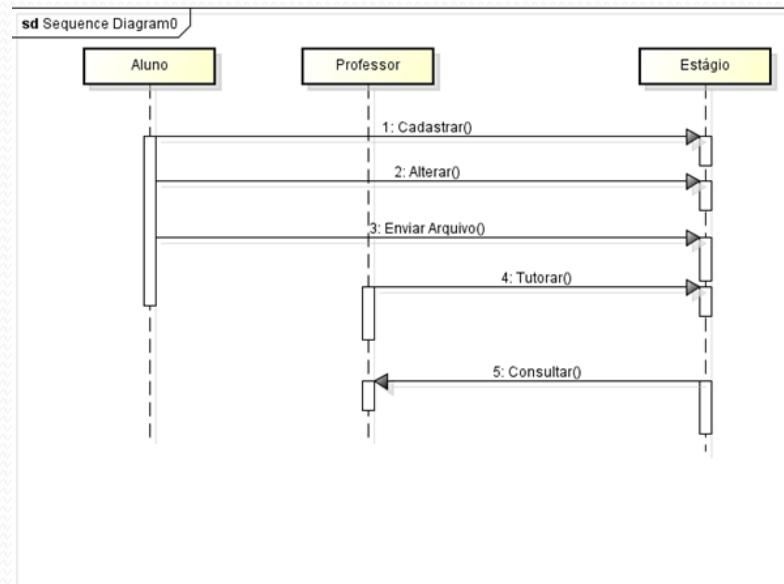 sd Sequence Diagram0
Aluno
Professor
Estágio
1: Cadastrar()
2: Alterar()
3: Enviar Arquivo()
4: Tutorar()
5: Consultar()